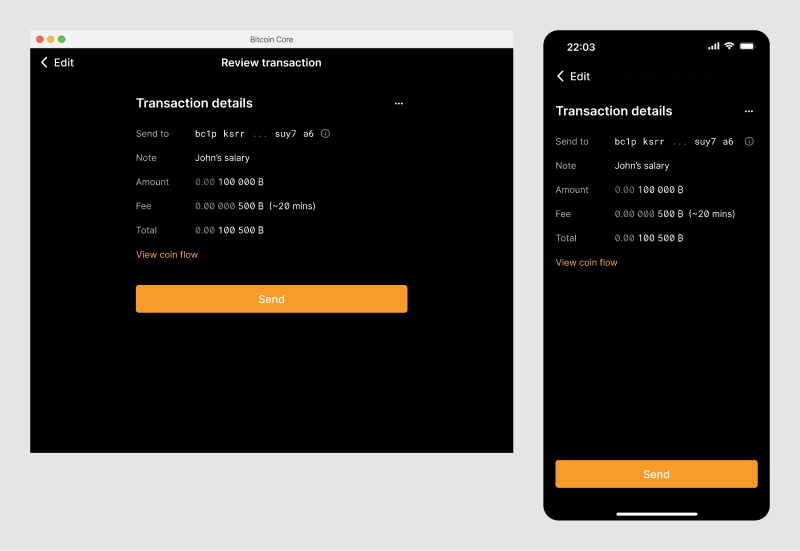 Bitcoin Core
Edit
Review transaction
Transaction details
...
Send to bc1p ksrr ... suy7 a6
Note John's salary
Amount 0.00 100 000 ₿
Fee 0.00 000 500 ₿ (~20 mins)
Total 0.00 100 500 ₿
View coin flow
Send
22:03
Edit
Transaction details
...
Send to bc1p ksrr ... suy7 a6
Note John's salary
Amount 0.00 100 000 ₿
Fee 0.00 000 500 ₿ (~20 mins)
Total 0.00 100 500 ₿
View coin flow
Send